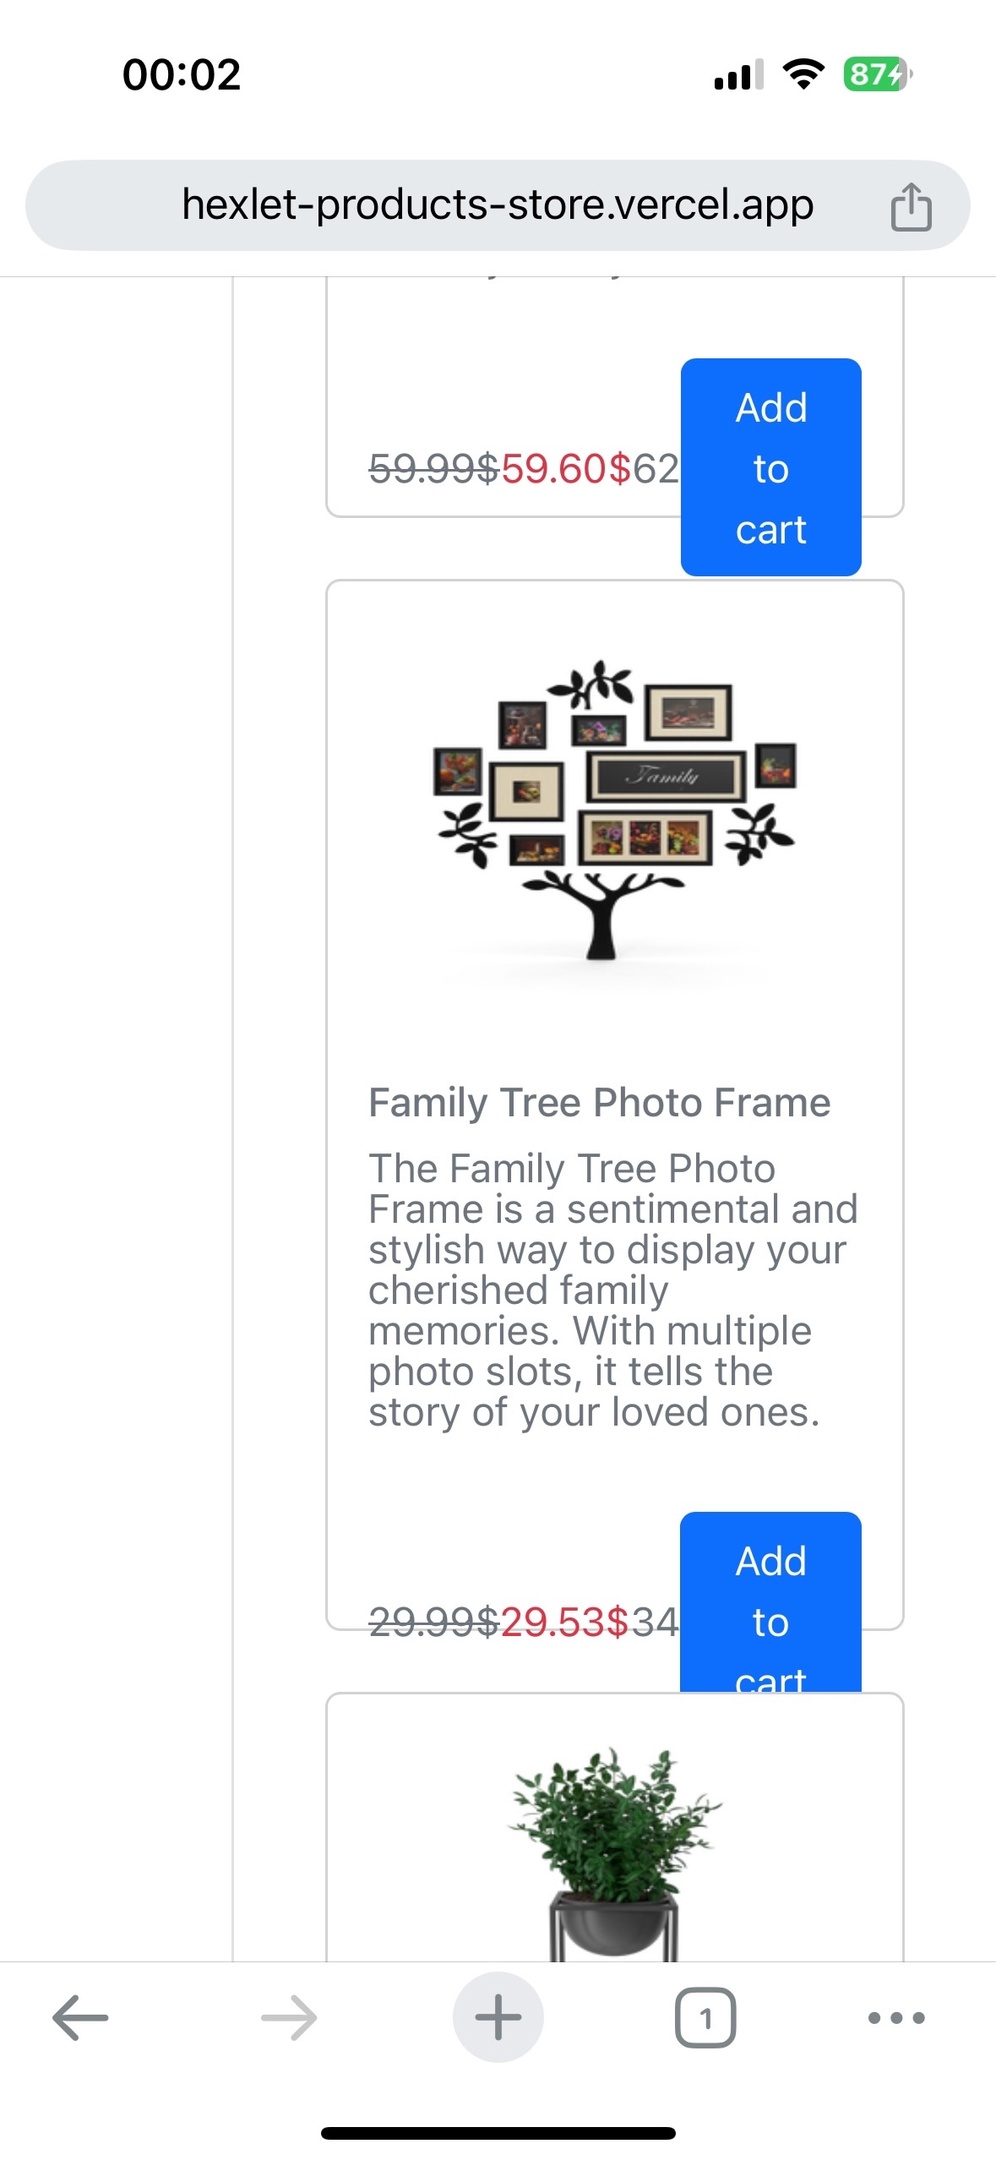 00:02
87
hexlet-products-store.vercel.app
59.99$59.60$62
Add
to
cart
Family
Family Tree Photo Frame
The Family Tree Photo
Frame is a sentimental and
stylish way to display your
cherished family
memories. With multiple
photo slots, it tells the
story of your loved ones.
29.99$29.53$34
Add
to
cart
1